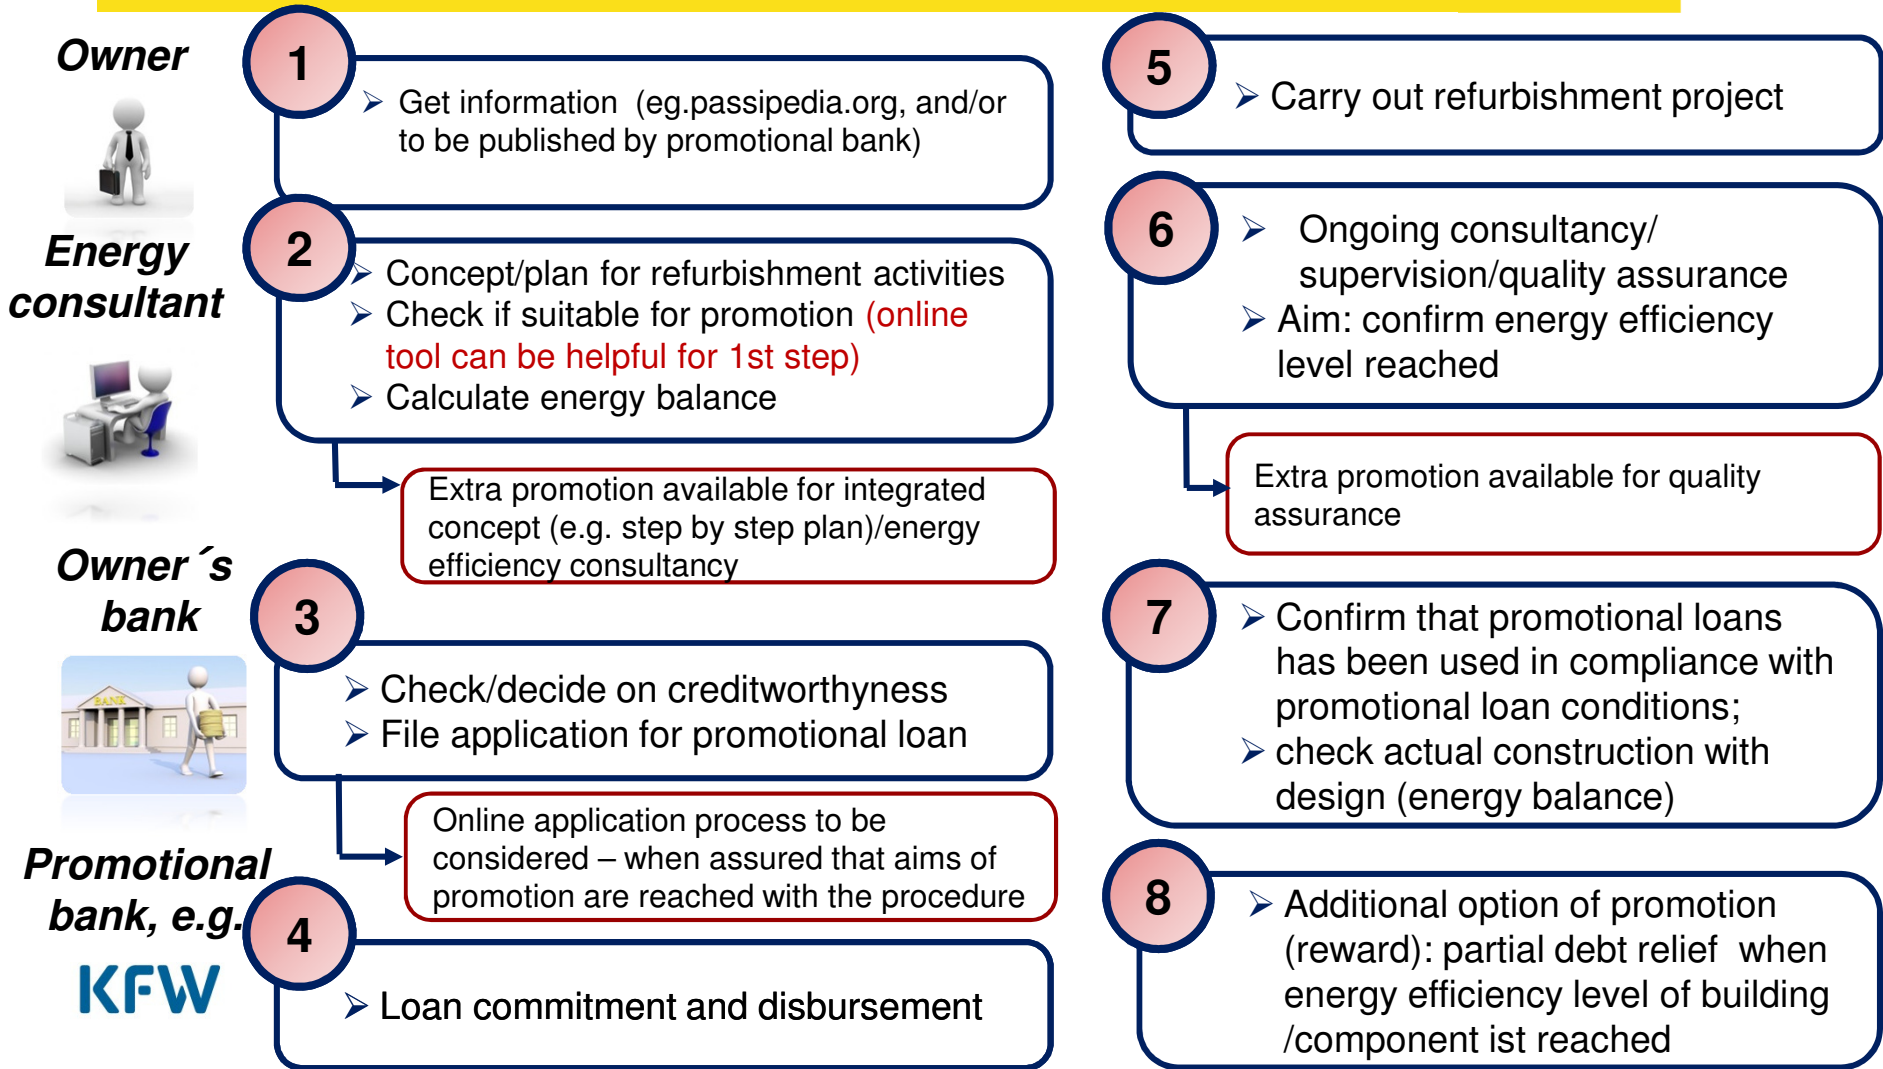 Owner
1
Get information  (eg.passipedia.org, and/or
to be published by promotional bank)
Energy
consultant
2
Concept/plan for refurbishment activities
Check if suitable for promotion (online
tool can be helpful for 1st step)
Calculate energy balance
Extra promotion available for integrated
concept (e.g. step by step plan)/energy
efficiency consultancy
Owner´s
bank
BANK
3
Check/decide on creditworthyness
File application for promotional loan
Online application process to be
considered – when assured that aims of
promotion are reached with the procedure
Promotional
bank, e.g.
KFW
4
Loan commitment and disbursement
5
Carry out refurbishment project
6
Ongoing consultancy/
supervision/quality assurance
Aim: confirm energy efficiency
level reached
Extra promotion available for quality
assurance
7
Confirm that promotional loans
has been used in compliance with
promotional loan conditions;
check actual construction with
design (energy balance)
8
Additional option of promotion
(reward): partial debt relief  when
energy efficiency level of building
/component ist reached